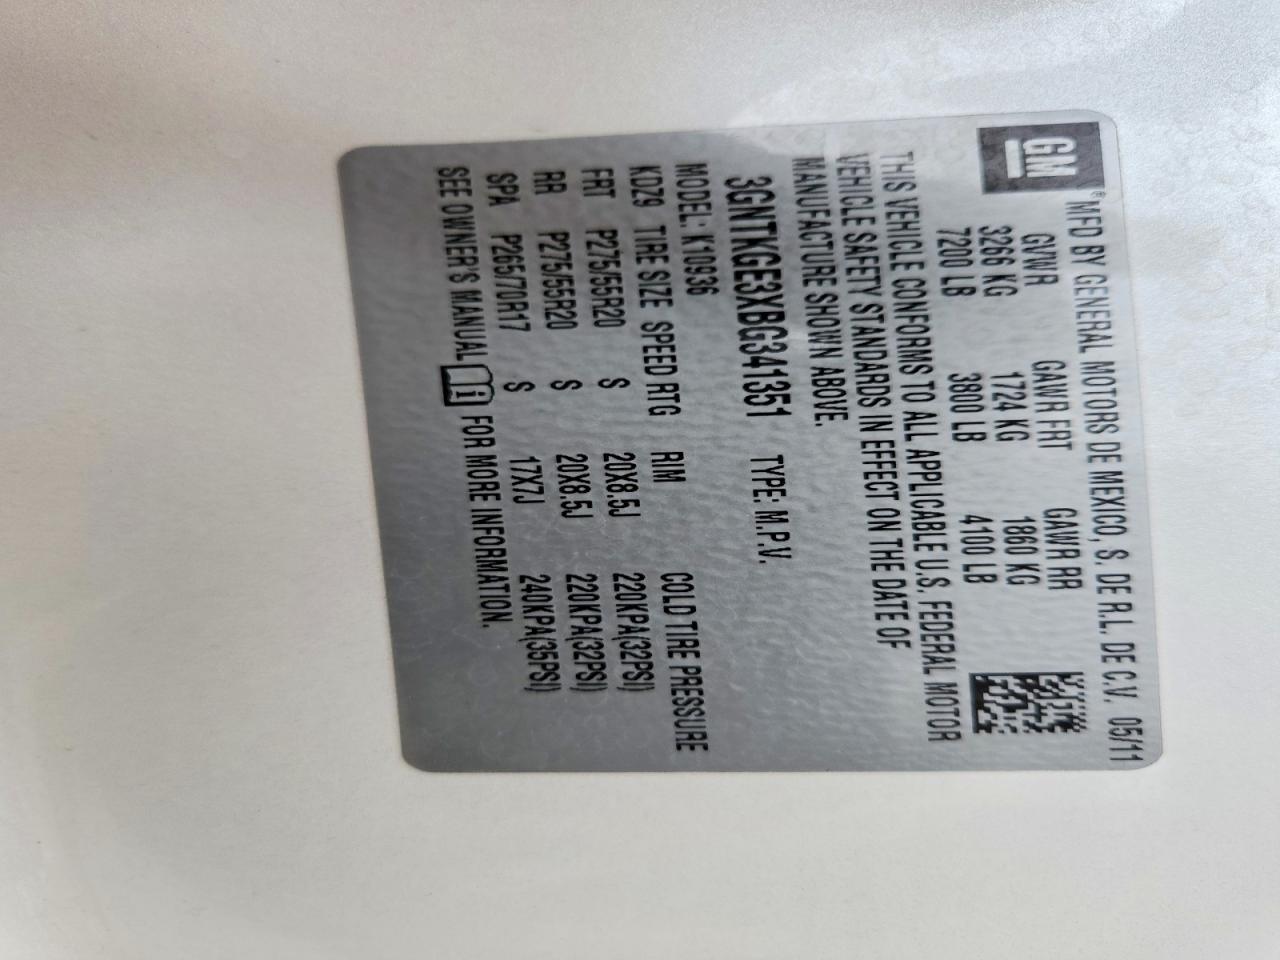 GM
®MFD BY GENERAL MOTORS DE MEXICO, S. DE R.L. DE C.V. 05/11
GVWR GAWR FRT GAWR RR
3266 KG 1724 KG 1860 KG
7200 LB 3800 LB 4100 LB
THIS VEHICLE CONFORMS TO ALL APPLICABLE U.S. FEDERAL MOTOR
VEHICLE SAFETY STANDARDS IN EFFECT ON THE DATE OF
MANUFACTURE SHOWN ABOVE.
3GNTKGE3XBG341351 TYPE: M.P.V.
MODEL: K10936
KDZ9 TIRE SIZE SPEED RTG RIM COLD TIRE PRESSURE
FRT P275/55R20 S 20X8.5J 220KPA(32PSI)
RR P275/55R20 S 20X8.5J 220KPA(32PSI)
SPA P265/70R17 S 17X7J 240KPA(35PSI)
SEE OWNER'S MANUAL i FOR MORE INFORMATION.